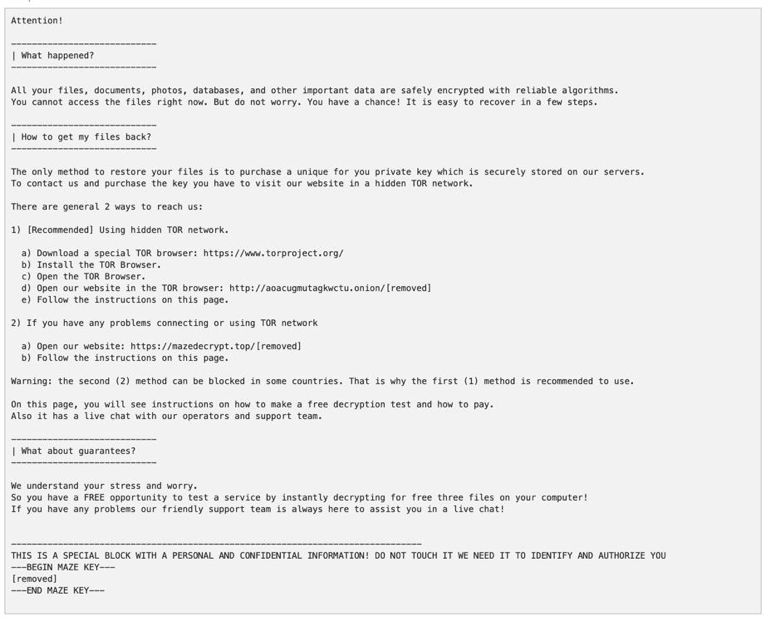 Attention!
----------------------------
| What happened?
----------------------------
All your files, documents, photos, databases, and other important data are safely encrypted with reliable algorithms.
You cannot access the files right now. But do not worry. You have a chance! It is easy to recover in a few steps.
----------------------------
| How to get my files back?
----------------------------
The only method to restore your files is to purchase a unique for you private key which is securely stored on our servers.
To contact us and purchase the key you have to visit our website in a hidden TOR network.
There are general 2 ways to reach us:
1) [Recommended] Using hidden TOR network.
a) Download a special TOR browser: https://www.torproject.org/
b) Install the TOR Browser.
c) Open the TOR Browser.
d) Open our website in the TOR browser: http://aoacugmutagkwctu.onion/[removed]
e) Follow the instructions on this page.
2) If you have any problems connecting or using TOR network
a) Open our website: https://mazedecrypt.top/[removed]
b) Follow the instructions on this page.
Warning: the second (2) method can be blocked in some countries. That is why the first (1) method is recommended to use.
On this page, you will see instructions on how to make a free decryption test and how to pay.
Also it has a live chat with our operators and support team.
----------------------------
| What about guarantees?
----------------------------
We understand your stress and worry.
So you have a FREE opportunity to test a service by instantly decrypting for free three files on your computer!
If you have any problems our friendly support team is always here to assist you in a live chat!
-------------------------------------------------------------------------------
THIS IS A SPECIAL BLOCK WITH A PERSONAL AND CONFIDENTIAL INFORMATION! DO NOT TOUCH IT WE NEED IT TO IDENTIFY AND AUTHORIZE YOU
---BEGIN MAZE KEY---
[removed]
---END MAZE KEY---